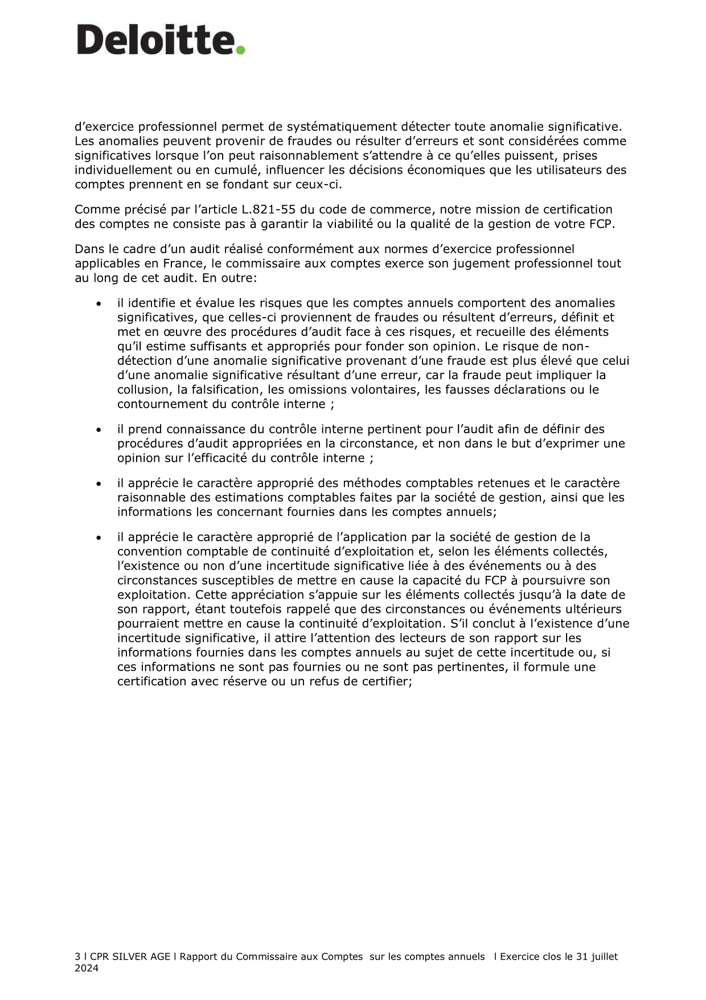 Deloitte.
d’exercice professionnel permet de systématiquement détecter toute anomalie significative.
Les anomalies peuvent provenir de fraudes ou résulter d’erreurs et sont considérées comme
significatives lorsque l’on peut raisonnablement s’attendre à ce qu’elles puissent, prises
individuellement ou en cumulé, influencer les décisions économiques que les utilisateurs des
comptes prennent en se fondant sur ceux-ci.
Comme précisé par l’article L.821-55 du code de commerce, notre mission de certification
des comptes ne consiste pas à garantir la viabilité ou la qualité de la gestion de votre FCP.
Dans le cadre d’un audit réalisé conformément aux normes d’exercice professionnel
applicables en France, le commissaire aux comptes exerce son jugement professionnel tout
au long de cet audit. En outre:
• il identifie et évalue les risques que les comptes annuels comportent des anomalies
significatives, que celles-ci proviennent de fraudes ou résultent d’erreurs, définit et
met en œuvre des procédures d’audit face à ces risques, et recueille des éléments
qu’il estime suffisants et appropriés pour fonder son opinion. Le risque de non-
détection d’une anomalie significative provenant d’une fraude est plus élevé que celui
d’une anomalie significative résultant d’une erreur, car la fraude peut impliquer la
collusion, la falsification, les omissions volontaires, les fausses déclarations ou le
contournement du contrôle interne ;
• il prend connaissance du contrôle interne pertinent pour l’audit afin de définir des
procédures d’audit appropriées en la circonstance, et non dans le but d’exprimer une
opinion sur l’efficacité du contrôle interne ;
• il apprécie le caractère approprié des méthodes comptables retenues et le caractère
raisonnable des estimations comptables faites par la société de gestion, ainsi que les
informations les concernant fournies dans les comptes annuels;
• il apprécie le caractère approprié de l’application par la société de gestion de la
convention comptable de continuité d’exploitation et, selon les éléments collectés,
l’existence ou non d’une incertitude significative liée à des événements ou à des
circonstances susceptibles de mettre en cause la capacité du FCP à poursuivre son
exploitation. Cette appréciation s’appuie sur les éléments collectés jusqu’à la date de
son rapport, étant toutefois rappelé que des circonstances ou événements ultérieurs
pourraient mettre en cause la continuité d’exploitation. S’il conclut à l’existence d’une
incertitude significative, il attire l’attention des lecteurs de son rapport sur les
informations fournies dans les comptes annuels au sujet de cette incertitude ou, si
ces informations ne sont pas fournies ou ne sont pas pertinentes, il formule une
certification avec réserve ou un refus de certifier;
3 l CPR SILVER AGE l Rapport du Commissaire aux Comptes sur les comptes annuels l Exercice clos le 31 juillet
2024